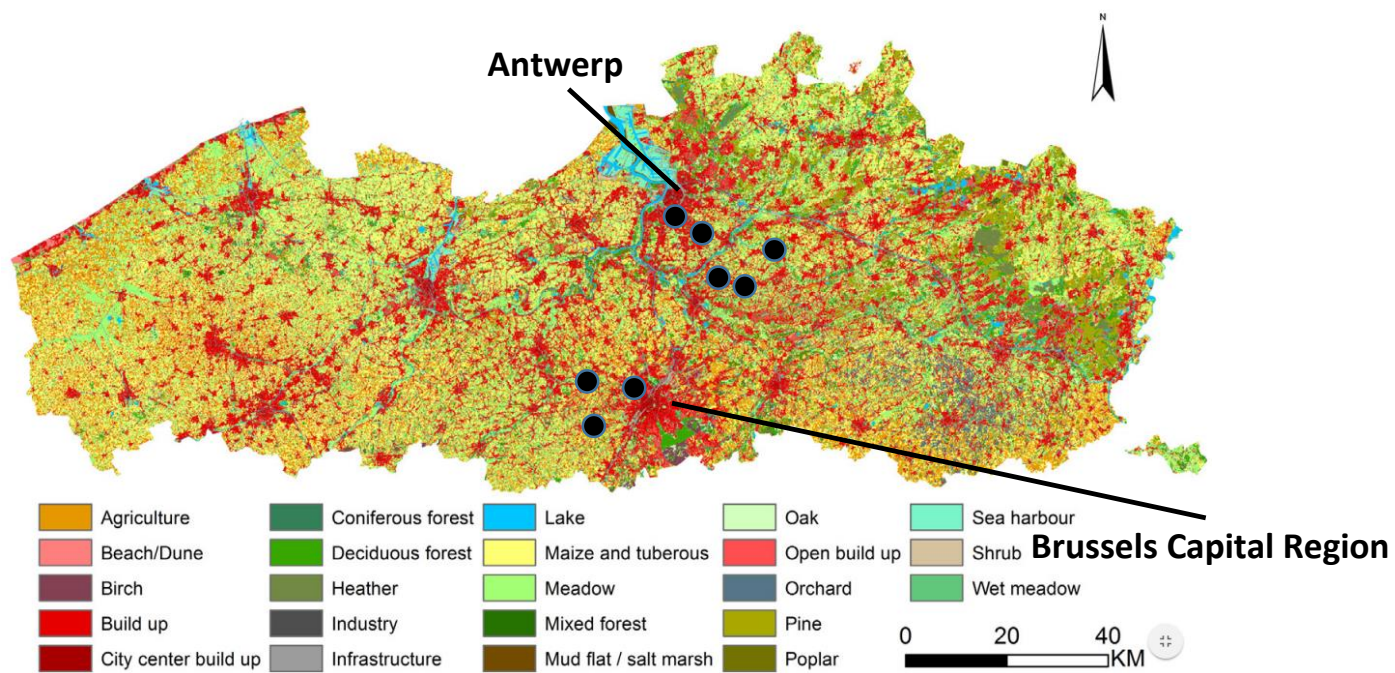 N
Antwerp
Agriculture
Beach/Dune
Birch
Build up
City center build up
Coniferous forest
Deciduous forest
Heather
Industry
Infrastructure
Lake
Maize and tuberous
Meadow
Mixed forest
Mud flat / salt marsh
Oak
Open build up
Orchard
Pine
Poplar
Sea harbour
Shrub
Wet meadow
Brussels Capital Region
0 20 40
KM